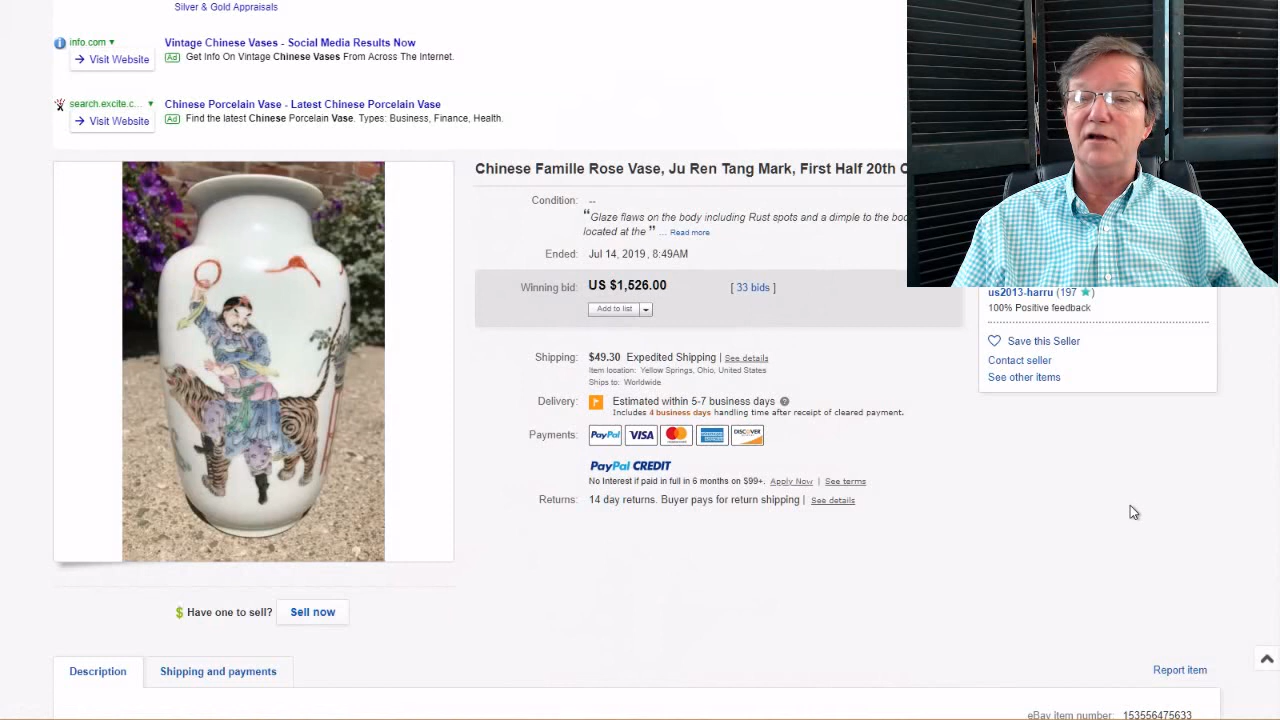 Silver & Gold Appraisals
info.com
Vintage Chinese Vases - Social Media Results Now
Visit Website
Ad Get Info On Vintage Chinese Vases From Across The Internet.
search.excite.c...
Chinese Porcelain Vase - Latest Chinese Porcelain Vase
Visit Website
Ad Find the latest Chinese Porcelain Vase. Types: Business, Finance, Health.
Chinese Famille Rose Vase, Ju Ren Tang Mark, First Half 20th
Condition: --
"Glaze flaws on the body including Rust spots and a dimple to the
located at the " ... Read more
Ended: Jul 14, 2019 , 8:49AM
Winning bid: US $1,526.00 [ 33 bids ]
Add to list
us2013-harru (197 ★)
100% Positive feedback
Save this Seller
Contact seller
See other items
Shipping: $49.30 Expedited Shipping | See details
Item location: Yellow Springs, Ohio, United States
Ships to: Worldwide
Delivery: Estimated within 5-7 business days
Includes 4 business days handling time after receipt of cleared payment.
Payments: PayPal VISA MasterCard AMERICAN EXPRESS DISCOVER
PayPal CREDIT
No Interest if paid in full in 6 months on $99+. Apply Now | See terms
Returns: 14 day returns. Buyer pays for return shipping | See details
Have one to sell? Sell now
Description
Shipping and payments
Report item
eBay item number: 153556475633